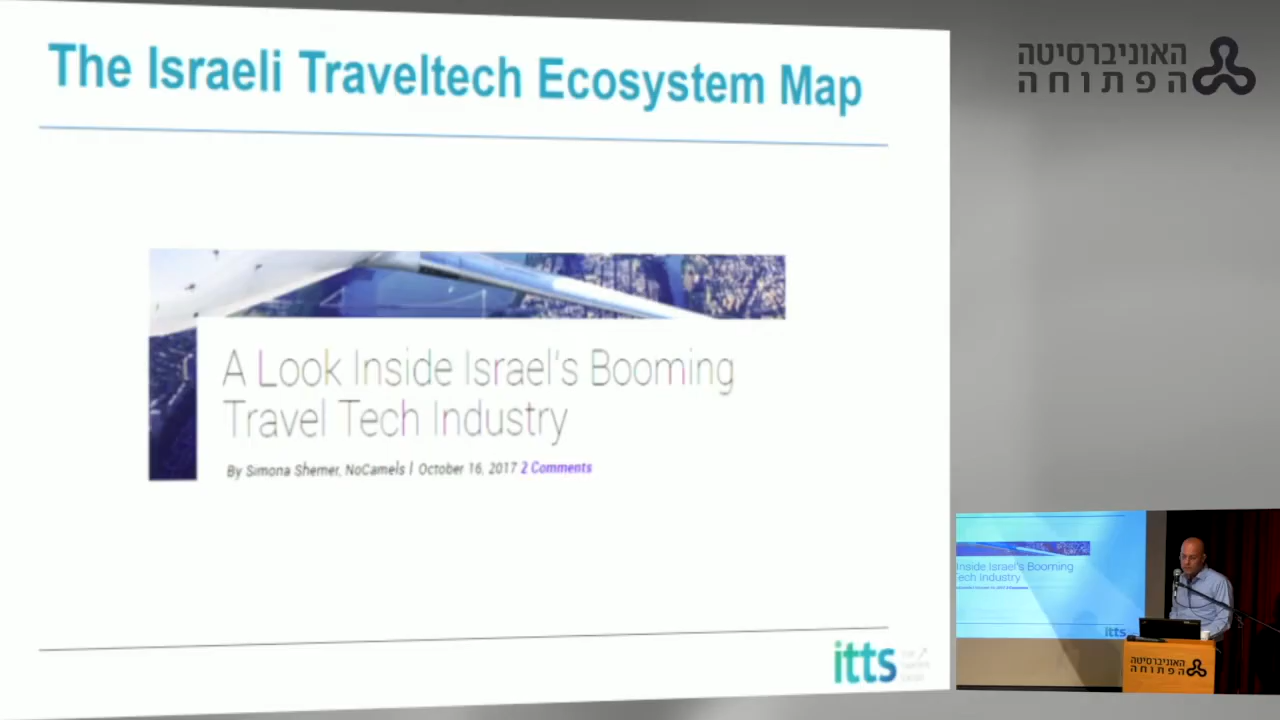 The Israeli Traveltech Ecosystem Map
A Look Inside Israel's Booming
Travel Tech Industry
By Simona Shemer, NoCamels | October 16, 2017 2 Comments
itts
האוניברסיטה
הפתוחה
Inside Israel's Booming
Tech Industry
itts
האוניברסיטה
הפתוחה